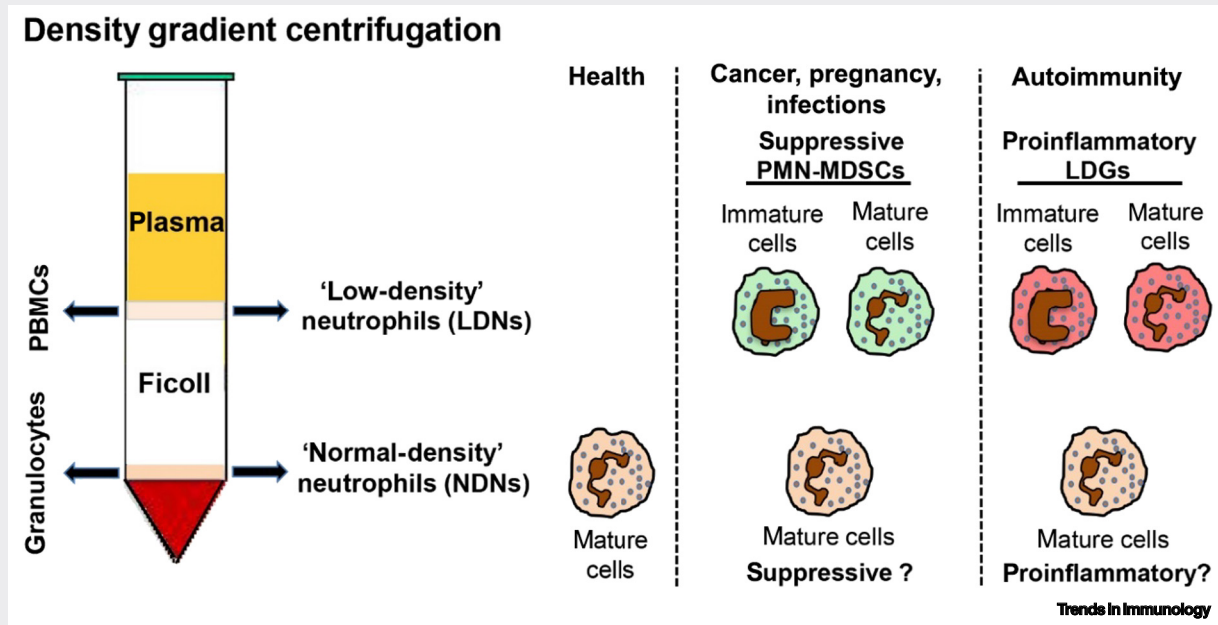 Density gradient centrifugation
Plasma
Ficoll
PBMCs
Granulocytes
‘Low-density’
neutrophils (LDNs)
‘Normal-density’
neutrophils (NDNs)
Health
Mature
cells
Cancer, pregnancy,
infections
Suppressive
PMN-MDSCs
Immature
cells
Mature
cells
Mature cells
Suppressive ?
Autoimmunity
Proinflammatory
LDGs
Immature
cells
Mature
cells
Mature cells
Proinflammatory?
Trends in Immunology